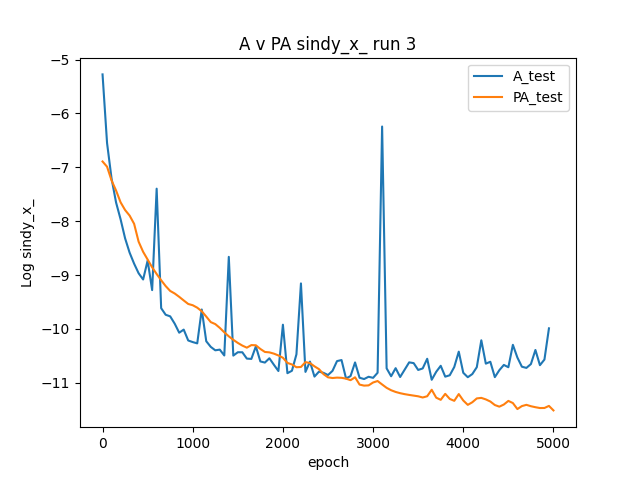 A v PA sindy_x_ run 3
−5
−6
−7
−8
−9
−10
−11
Log sindy_x_
A_test
PA_test
0
1000
2000
3000
4000
5000
epoch